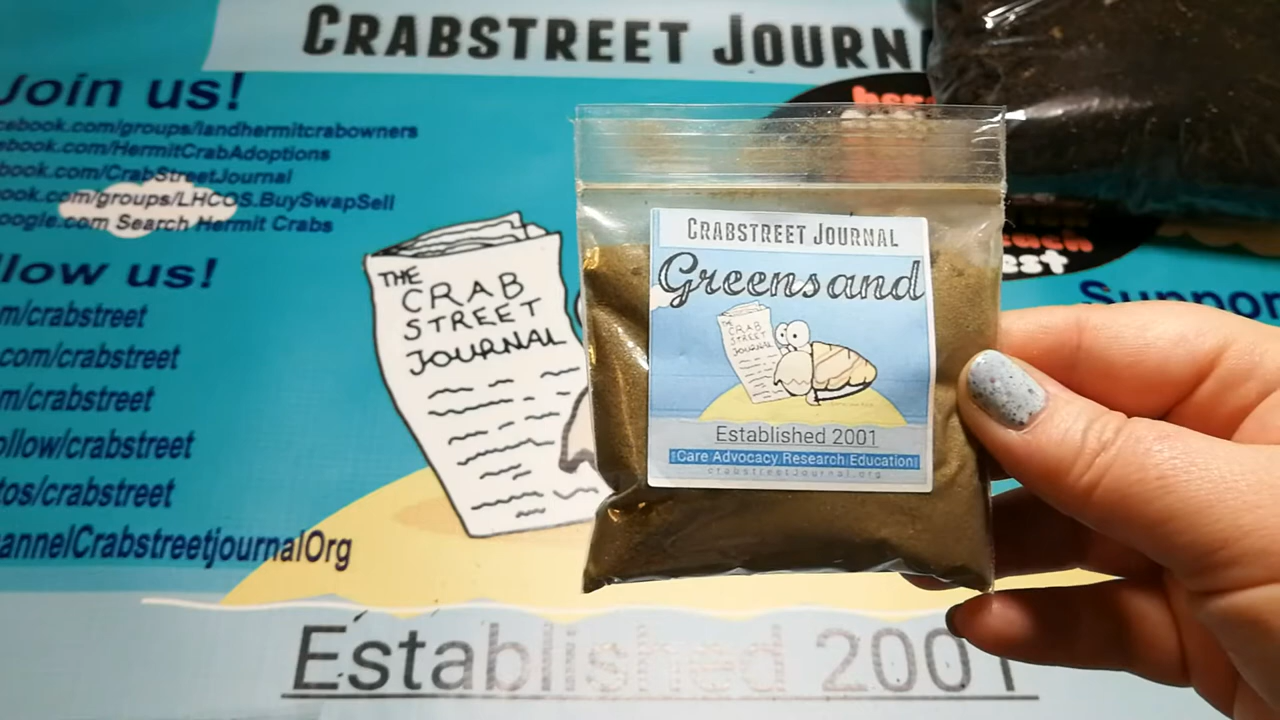 CRABSTREET JOURN
Join us!
cebook.com/groups/landhermitcrabowners
ebook.com/HermitCrabAdoptions
ebook.com/CrabStreetJournal
ook.com/groups/LHCOS.BuySwapSell
oogle.com Search Hermit Crabs
llow us!
m/crabstreet
.com/crabstreet
m/crabstreet
ollow/crabstreet
tos/crabstreet
annelCrabstreetjournalOrg
THE
CRAB
STREET
JOURNAL
Established 2001
CRABSTREET JOURNAL
Greensand
THE
CRAB
STREET
JOURNAL
Established 2001
Care Advocacy Research Education
crabstreetjournal.org
Suppor